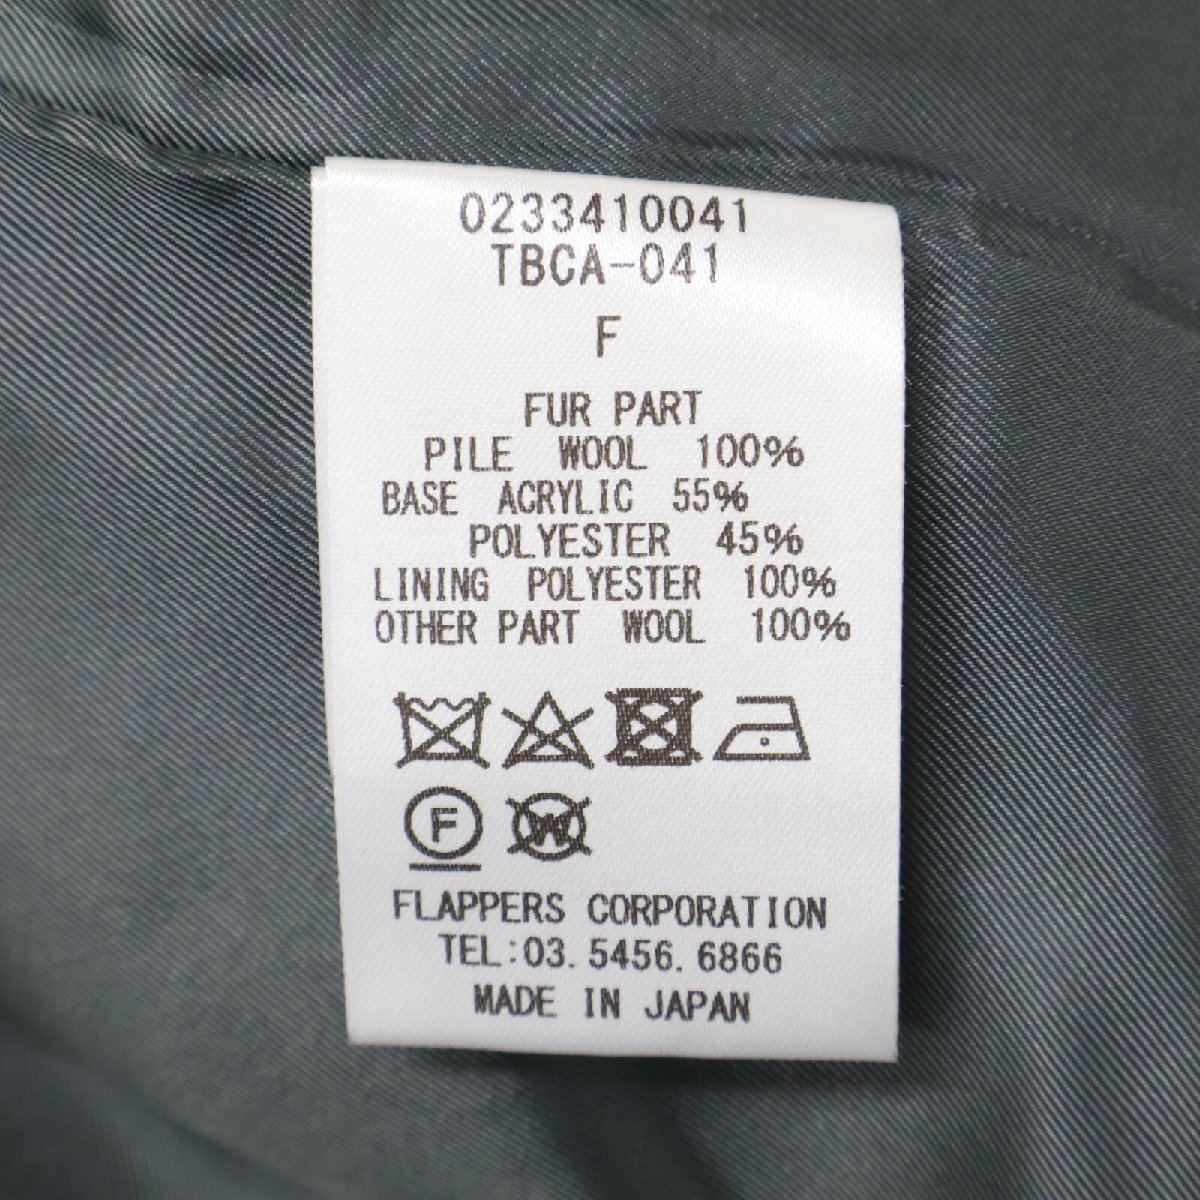 0233410041
TBCA-041
F
FUR PART
PILE WOOL 100%
BASE ACRYLIC 55%
POLYESTER 45%
LINING POLYESTER 100%
OTHER PART WOOL 100%
F W
FLAPPERS CORPORATION
TEL:03.5456.6866
MADE IN JAPAN